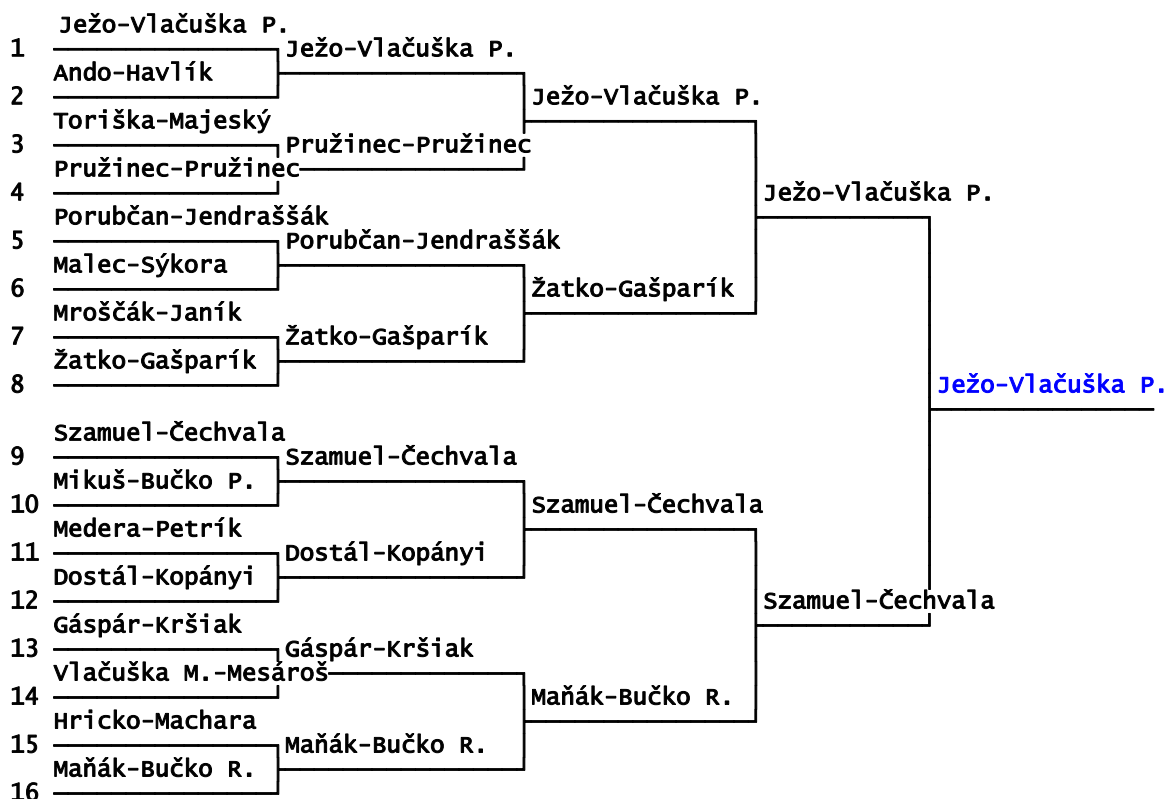 Ježo-Vlačuška P.
1
Ježo-Vlačuška P.
Ando-Havlík
2
Ježo-Vlačuška P.
Toriška-Majeský
3
Pružinec-Pružinec
Pružinec-Pružinec
4
Ježo-Vlačuška P.
Porubčan-Jendraššák
5
Porubčan-Jendraššák
Malec-Sýkora
6
Žatko-Gašparík
Mroščák-Janík
7
Žatko-Gašparík
Žatko-Gašparík
8
Ježo-Vlačuška P.
Szamuel-Čechvala
9
Szamuel-Čechvala
Mikuš-Bučko P.
10
Szamuel-Čechvala
Medera-Petrík
11
Dostál-Kopányi
Dostál-Kopányi
12
Szamuel-Čechvala
Gáspár-Kršiak
13
Gáspár-Kršiak
Vlačuška M.-Mesároš
14
Maňák-Bučko R.
Hricko-Machara
15
Maňák-Bučko R.
Maňák-Bučko R.
16